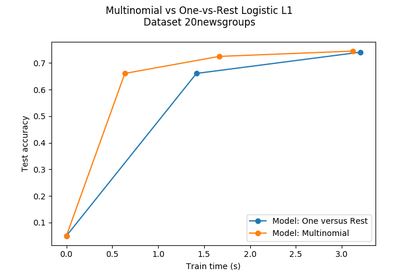 Multinomial vs One-vs-Rest Logistic L1
Dataset 20newsgroups
0.7
0.6
0.5
0.4
0.3
0.2
0.1
Test accuracy
Model: One versus Rest
Model: Multinomial
0.0 0.5 1.0 1.5 2.0 2.5 3.0
Train time (s)